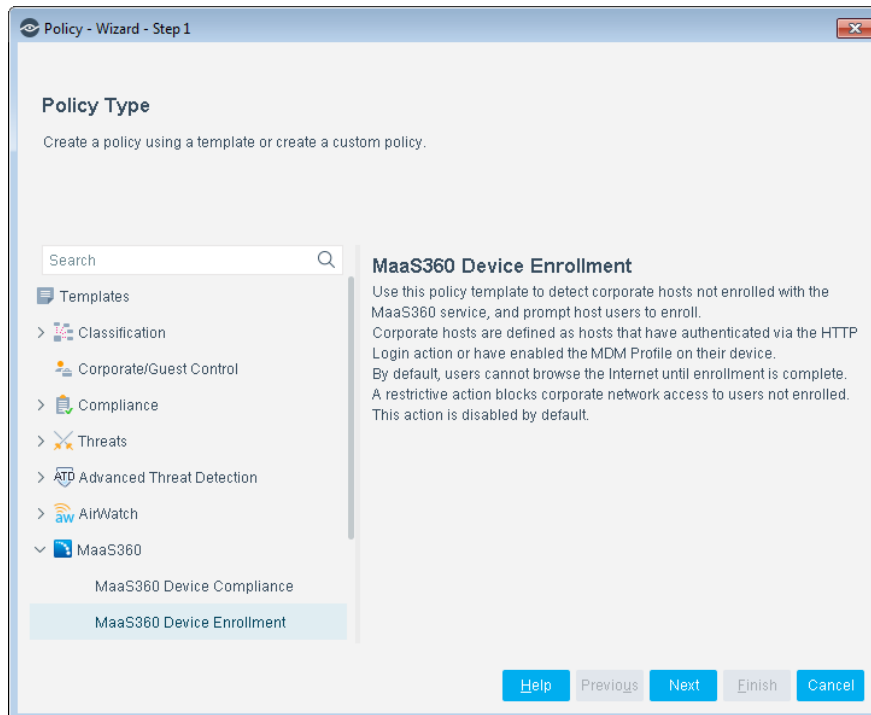 Policy - Wizard - Step 1
Policy Type
Create a policy using a template or create a custom policy.
Search
Templates
Classification
Corporate/Guest Control
Compliance
Threats
ATD Advanced Threat Detection
aw AirWatch
MaaS360
MaaS360 Device Compliance
MaaS360 Device Enrollment
MaaS360 Device Enrollment
Use this policy template to detect corporate hosts not enrolled with the
MaaS360 service, and prompt host users to enroll.
Corporate hosts are defined as hosts that have authenticated via the HTTP
Login action or have enabled the MDM Profile on their device.
By default, users cannot browse the Internet until enrollment is complete.
A restrictive action blocks corporate network access to users not enrolled.
This action is disabled by default.
Help Previous Next Finish Cancel